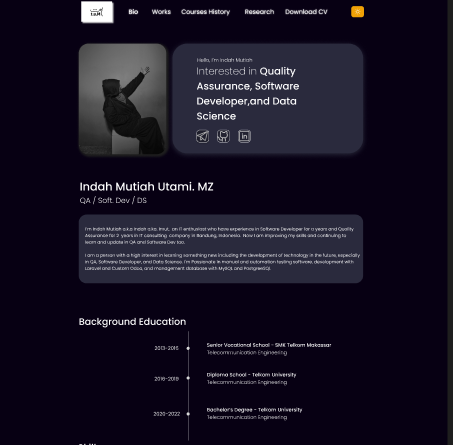 Bio Works Courses History Research Download CV
Hello, I'm Indah Mutiah
Interested in Quality
Assurance, Software
Developer,and Data
Science
in
Indah Mutiah Utami. MZ
QA / Soft. Dev / DS
I'm Indah Mutiah a.k.a Indah a.k.a Imut, .an IT enthusiast who have experience in Software Developer for a years and Quality
Assurance for 2 years in IT consulting company in Bandung, Indonesia. Now I am improving my skills and continuing to
learn and update in QA and Software Dev too.
I am a person with a high interest in learning something new including the development of technology in the future, especially
in QA, Software Developer, and Data Science. I'm Passionate in manual and automation testing software, development with
Laravel and Custom Odoo, and management database with MySQL and PostgreSQL.
Background Education
2013-2016 Senior Vocational School - SMK Telkom Makassar
Telecommunication Engineering
2016-2019 Diploma School - Telkom University
Telecommunication Engineering
2020-2022 Bachelor's Degree - Telkom University
Telecommunication Engineering